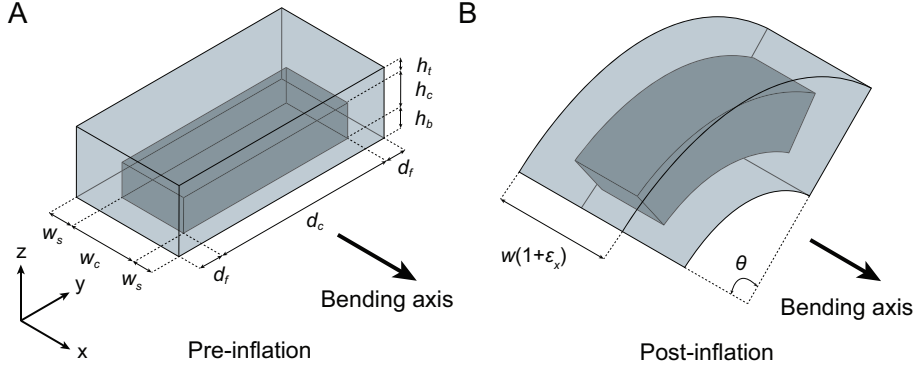 A
B
h_t
h_c
h_b
d_f
d_c
d_f
w_s
w_c
w_s
z
y
x
Bending axis
Pre-inflation
w(1+ε_x)
θ
Bending axis
Post-inflation